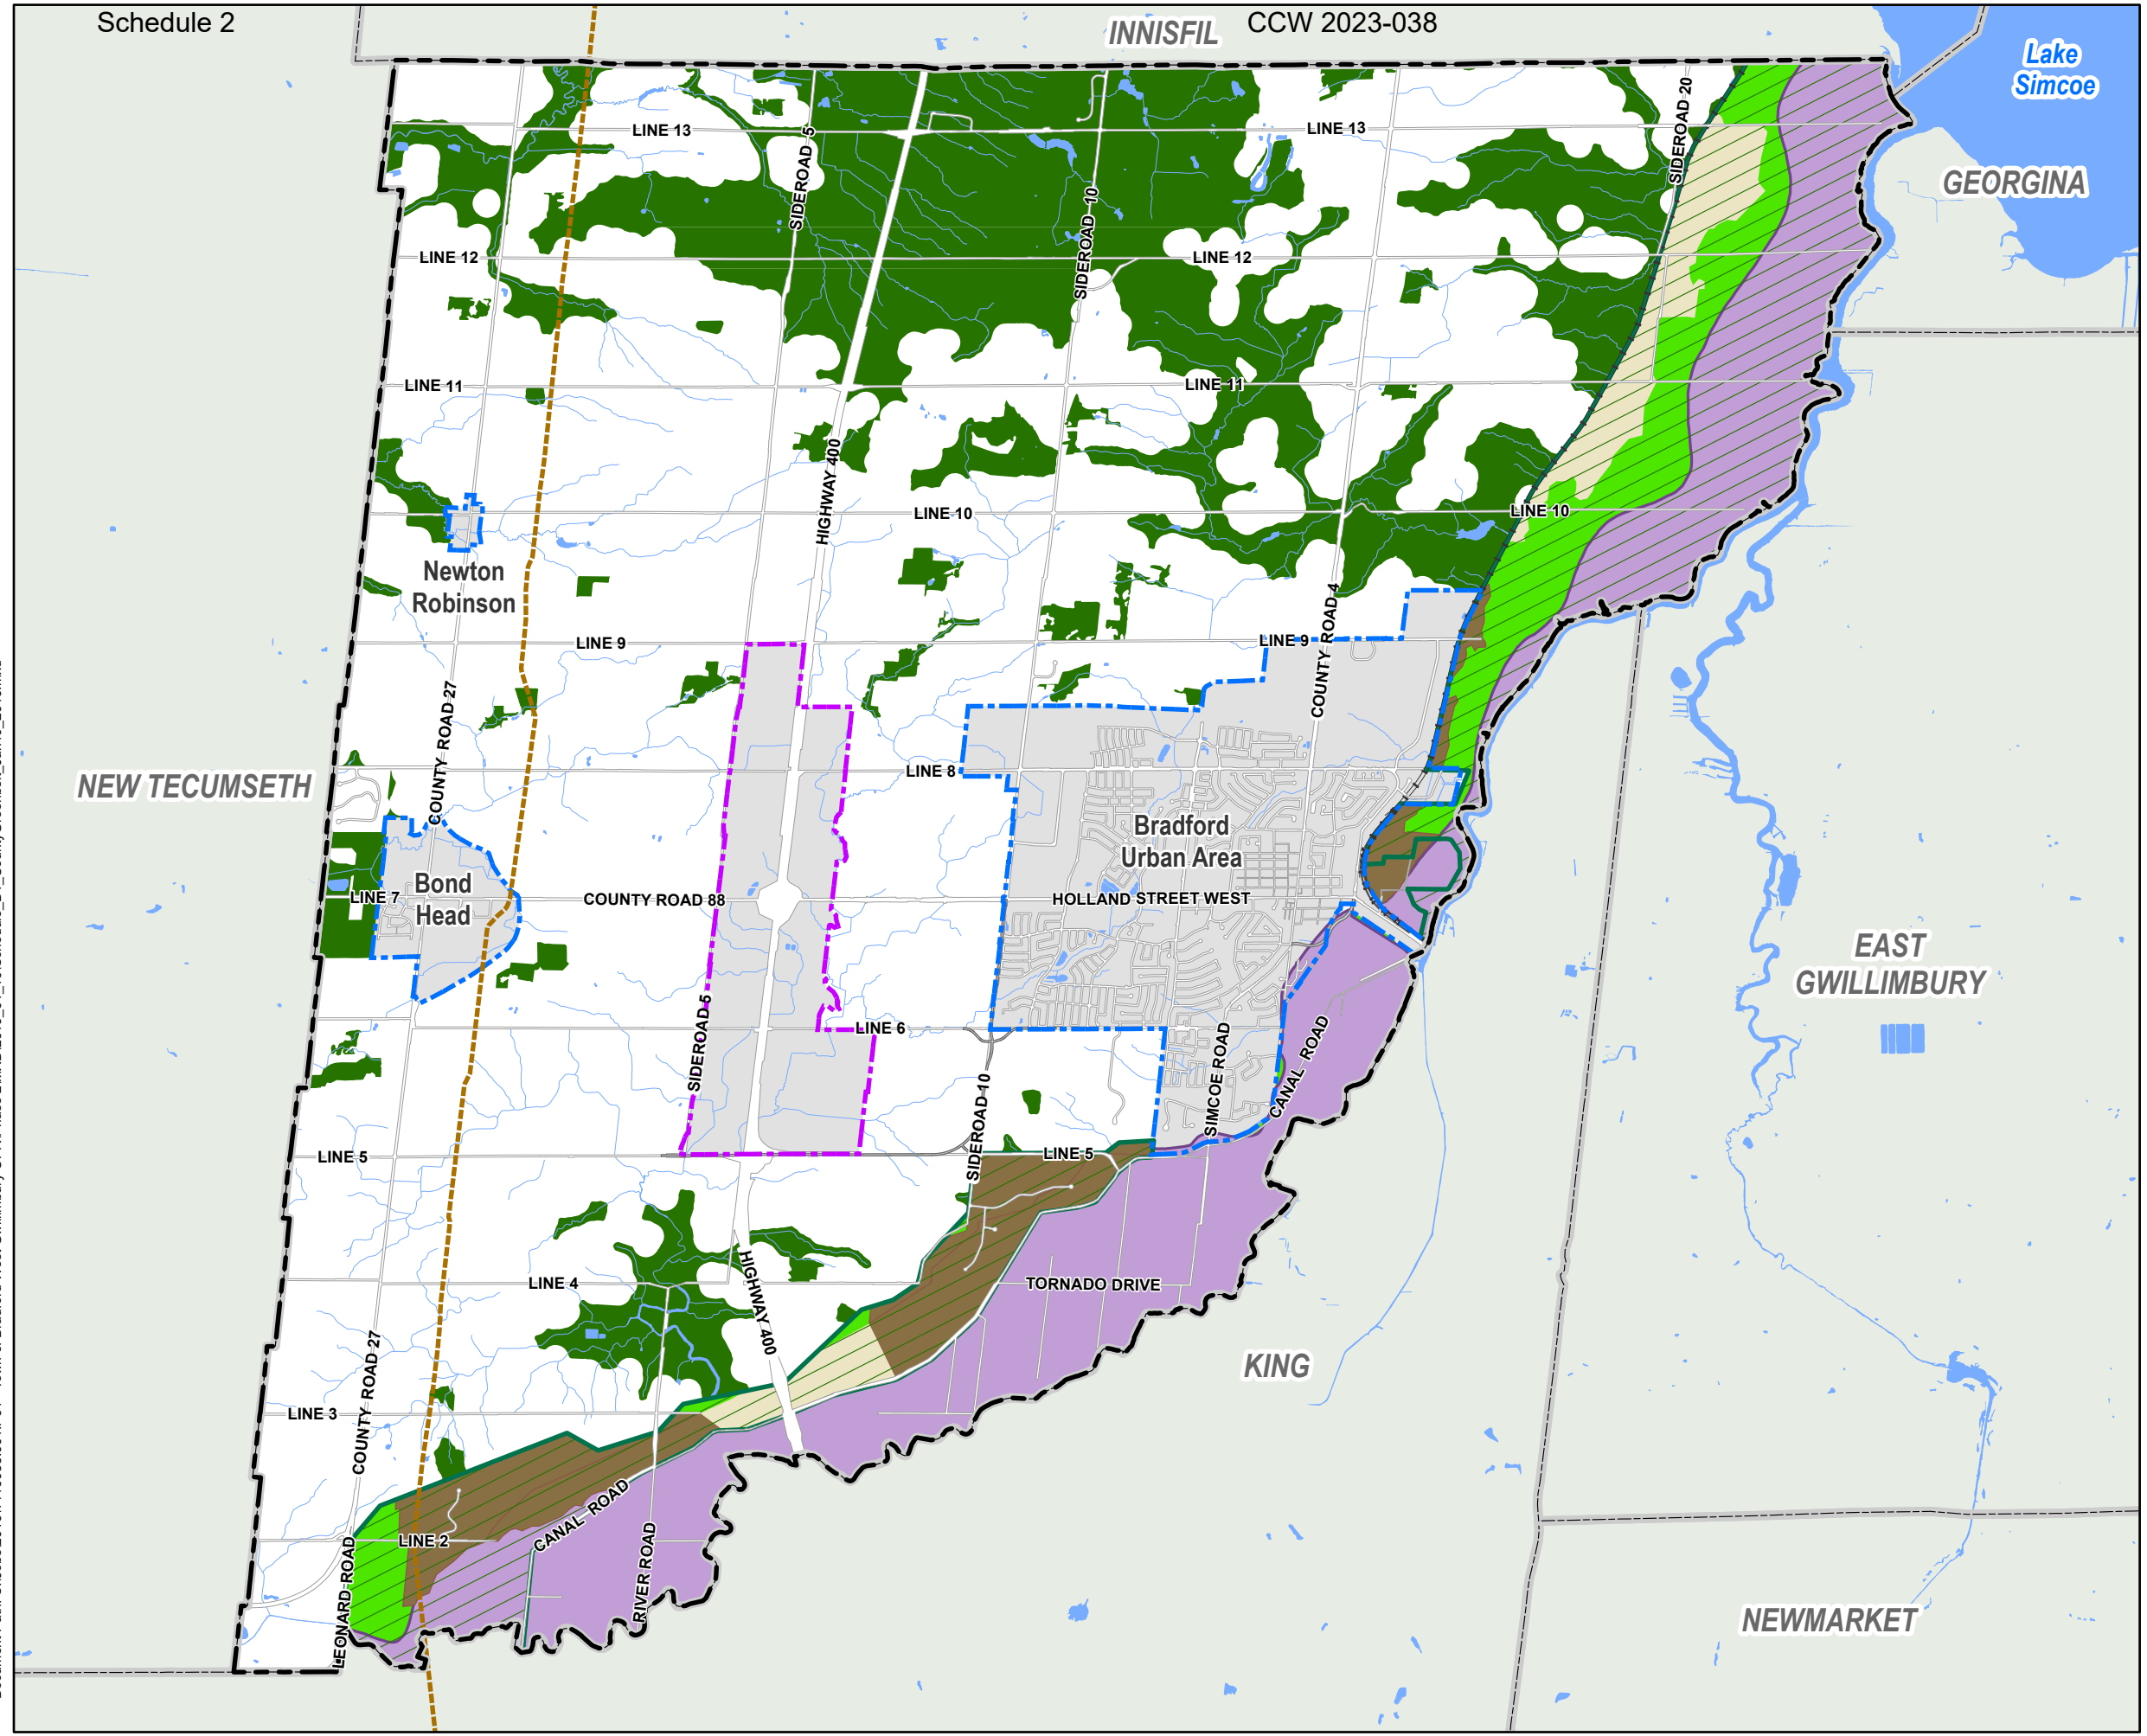 Schedule 2
CCW 2023-038
INNISFIL
Lake
Simcoe
LINE 13
LINE 13
SIDEROAD 5
SIDEROAD 20
GEORGINA
SIDEROAD 10
LINE 12
LINE 12
LINE 11
LINE 11
HIGHWAY 400
LINE 10
LINE 10
Newton
Robinson
LINE 9
LINE 9
COUNTY ROAD 4
COUNTY ROAD 27
NEW TECUMSETH
LINE 8
Bradford
Urban Area
Bond
Head
LINE 7
COUNTY ROAD 88
HOLLAND STREET WEST
EAST
GWILLIMBURY
SIDEROAD 5
LINE 6
SIDEROAD 10
SIMCOE ROAD
CANAL ROAD
LINE 5
LINE 5
LINE 4
HIGHWAY 400
TORNADO DRIVE
KING
COUNTY ROAD 27
LINE 3
CANAL ROAD
LINE 2
LEONARD ROAD
RIVER ROAD
NEWMARKET